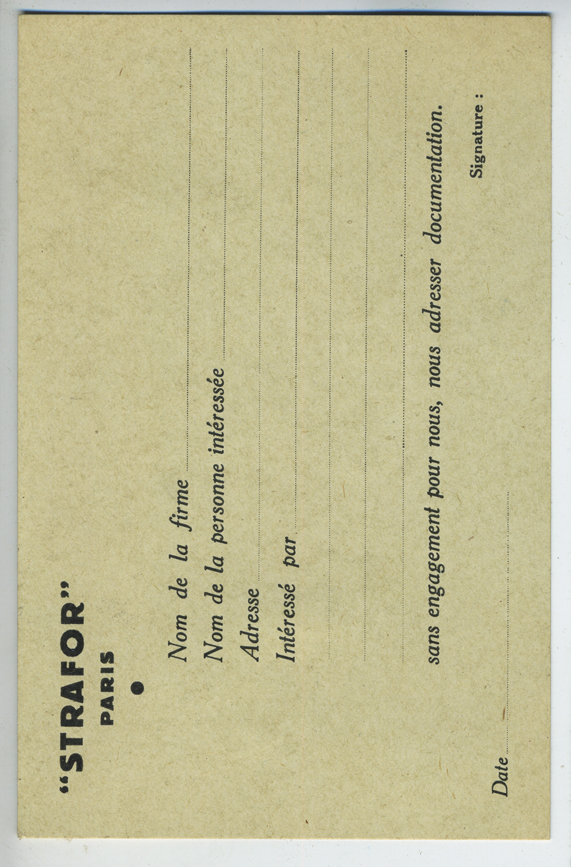 “STRAFOR”
PARIS
Nom de la firme
Nom de la personne intéressée
Adresse
Intéressé par
sans engagement pour nous, nous adresser documentation.
Signature :
Date